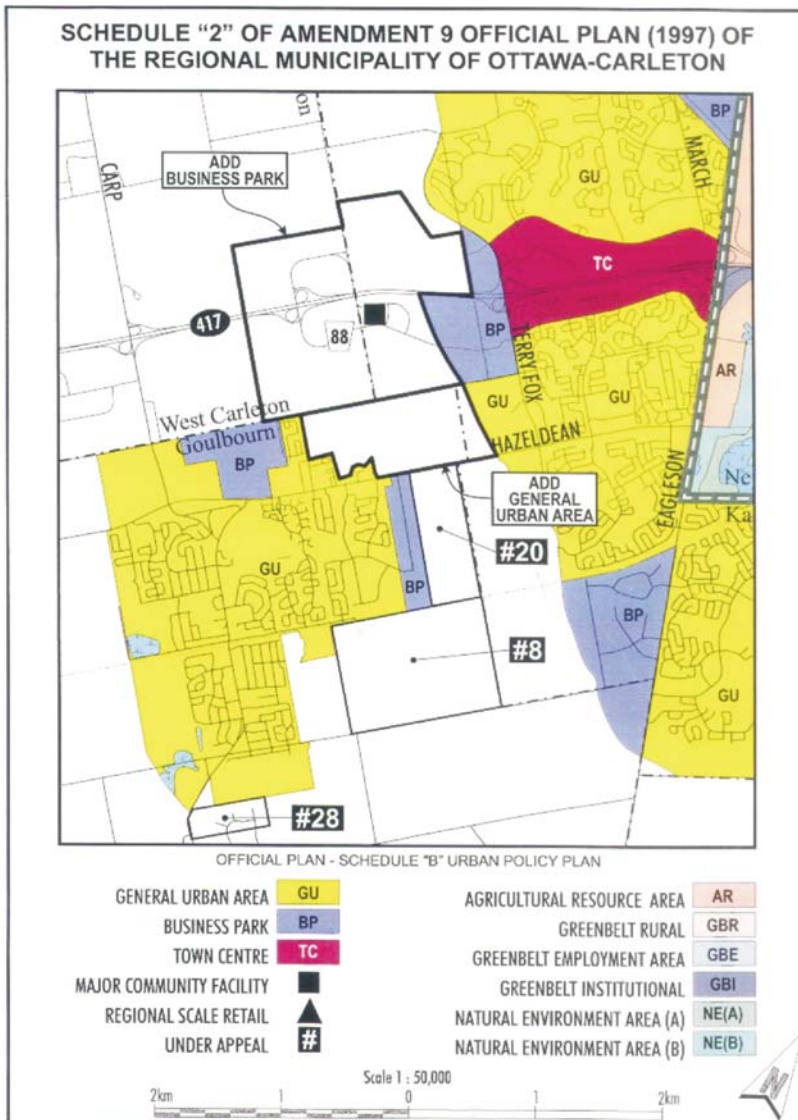 SCHEDULE “2” OF AMENDMENT 9 OFFICIAL PLAN (1997) OF
THE REGIONAL MUNICIPALITY OF OTTAWA-CARLETON
on
BP
CARP
ADD
BUSINESS PARK
MARCH
GU
TC
417
88
BP
TERRY FOX
AR
GU
GU
West Carleton
Goulbourn
HAZELDEAN
BP
ADD
GENERAL
URBAN AREA
EAGLESON
Ne
Ka
#20
GU
BP
BP
#8
GU
#28
OFFICIAL PLAN - SCHEDULE "B" URBAN POLICY PLAN
GENERAL URBAN AREA GU
BUSINESS PARK BP
TOWN CENTRE TC
MAJOR COMMUNITY FACILITY
REGIONAL SCALE RETAIL
UNDER APPEAL #
AGRICULTURAL RESOURCE AREA AR
GREENBELT RURAL GBR
GREENBELT EMPLOYMENT AREA GBE
GREENBELT INSTITUTIONAL GBI
NATURAL ENVIRONMENT AREA (A) NE(A)
NATURAL ENVIRONMENT AREA (B) NE(B)
Scale 1 : 50,000
2km 1 0 1 2km
N